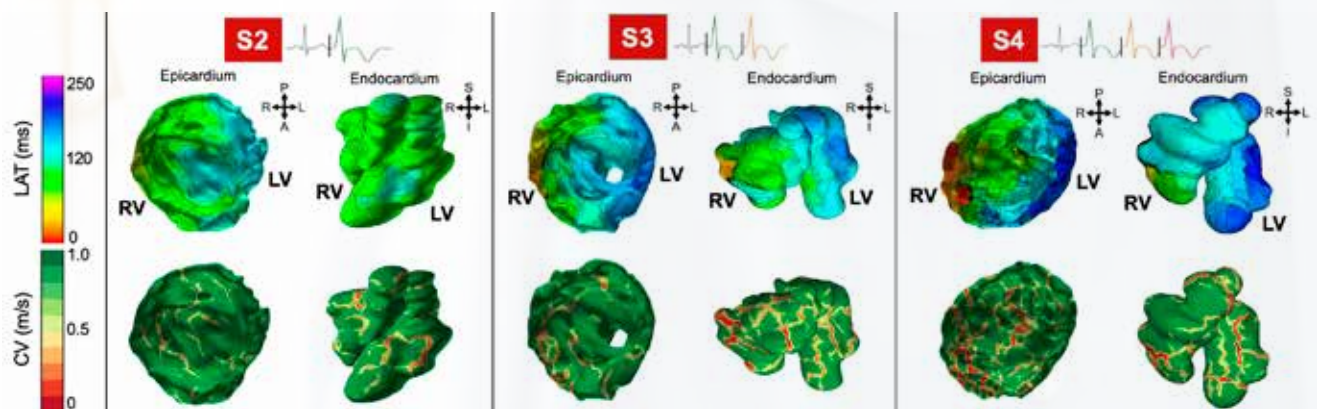 S2
S3
S4
Epicardium
Endocardium
Epicardium
Endocardium
Epicardium
Endocardium
P
R L
A
S
R L
I
P
R L
A
S
R L
I
P
R L
A
S
R L
I
LAT (ms)
250
120
0
RV
LV
RV
LV
RV
LV
RV
LV
RV
LV
RV
LV
CV (m/s)
1.0
0.5
0